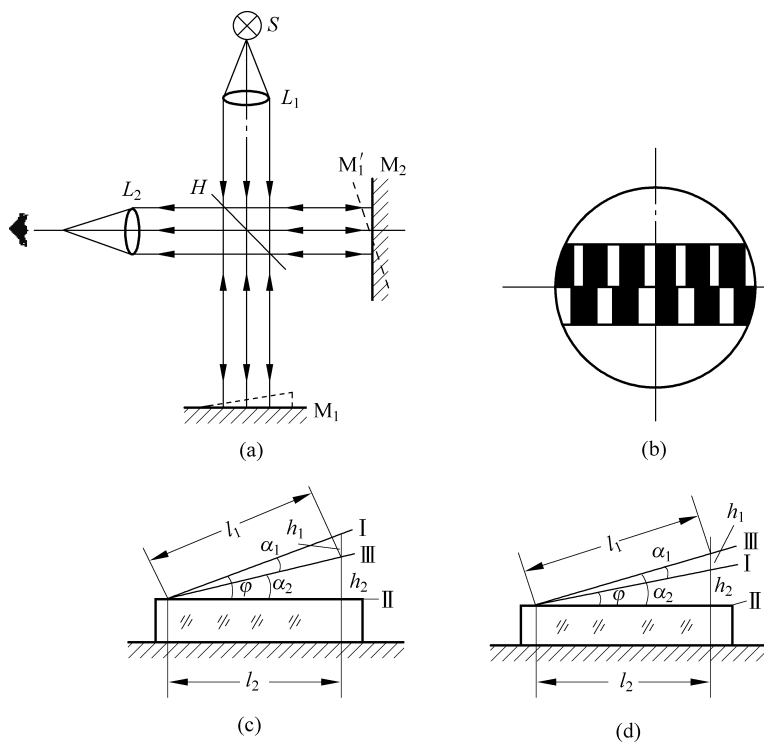 S
L₁
M₁′ M₂
L₂ H
M₁
(a)
(b)
l₁ α₁ h₁ I
III
φ α₂ h₂
II
l₂
(c)
l₁ α₁ h₁
III
I
φ α₂ h₂
II
l₂
(d)